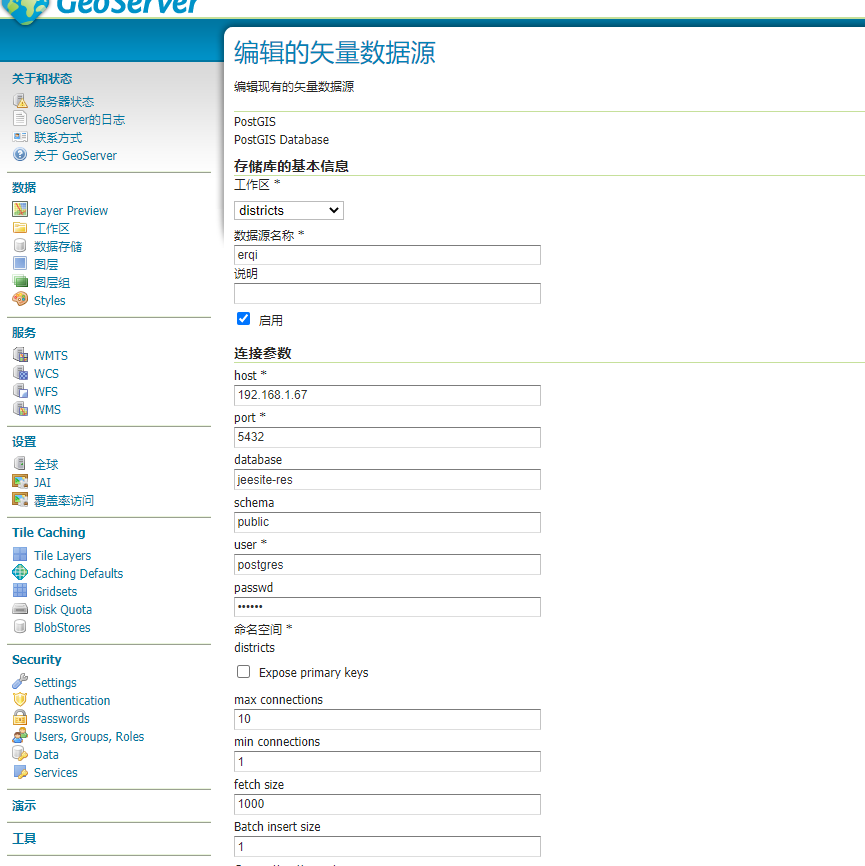 GeoServer
关于和状态
服务器状态
GeoServer的日志
联系方式
关于 GeoServer
数据
Layer Preview
工作区
数据存储
图层
图层组
Styles
服务
WMTS
WCS
WFS
WMS
设置
全球
JAI
覆盖率访问
Tile Caching
Tile Layers
Caching Defaults
Gridsets
Disk Quota
BlobStores
Security
Settings
Authentication
Passwords
Users, Groups, Roles
Data
Services
演示
工具
编辑的矢量数据源
编辑现有的矢量数据源
PostGIS
PostGIS Database
存储库的基本信息
工作区 *
districts
数据源名称 *
erqi
说明
启用
连接参数
host *
192.168.1.67
port *
5432
database
jeesite-res
schema
public
user *
postgres
passwd
••••••
命名空间 *
districts
Expose primary keys
max connections
10
min connections
1
fetch size
1000
Batch insert size
1